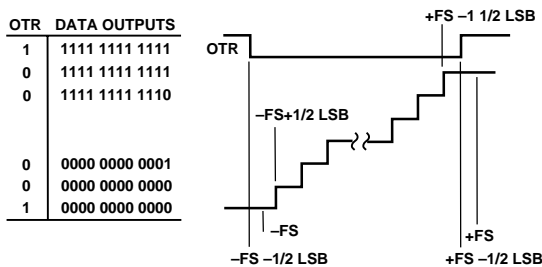 OTR DATA OUTPUTS
1 1111 1111 1111
0 1111 1111 1111
0 1111 1111 1110
0 0000 0000 0001
0 0000 0000 0000
1 0000 0000 0000
+FS –1 1/2 LSB
OTR
–FS+1/2 LSB
–FS
+FS
–FS –1/2 LSB
+FS –1/2 LSB